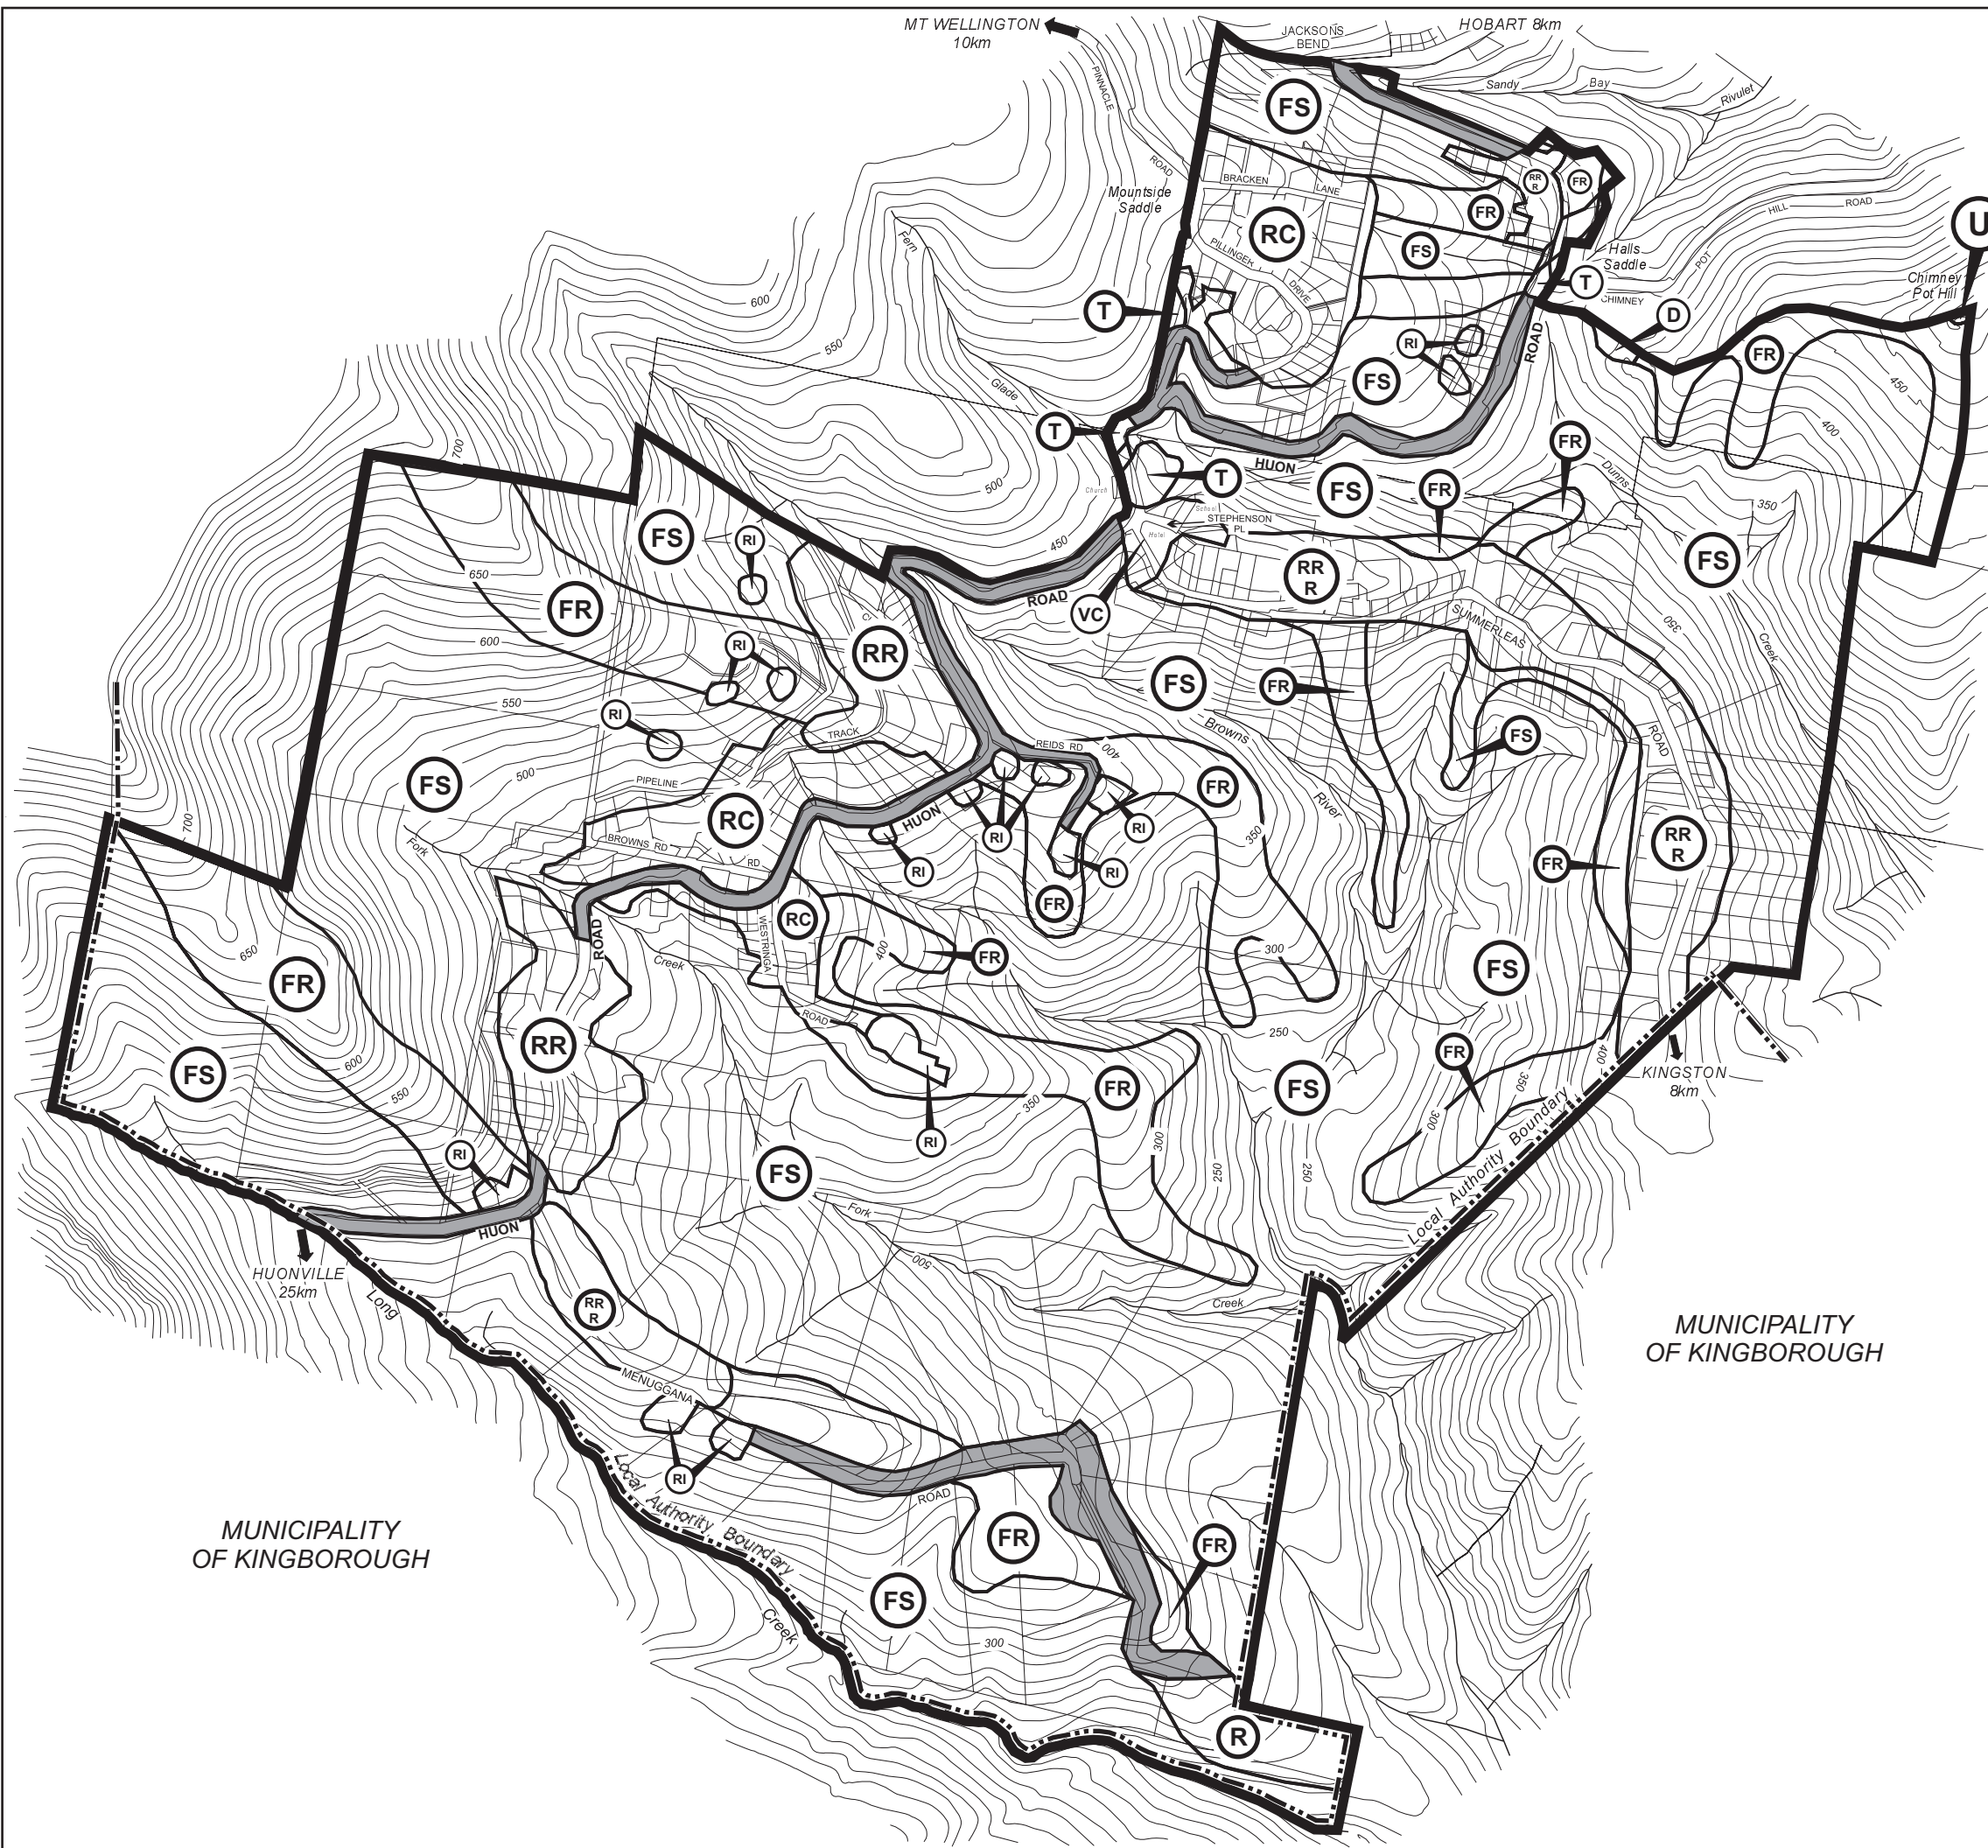 MT WELLINGTON
10km
JACKSONS
BEND
HOBART 8km
PINNACLE
ROAD
Sandy
Bay
Rivulet
FS
BRACKEN
LANE
Mountside
Saddle
RR
R
FR
FR
RC
FS
HILL
ROAD
U
PILLINGER
DRIVE
Halls
Saddle
POT
CHIMNEY
Chimney
Pot Hill
T
T
D
Fern
600
550
Glade
RI
ROAD
FR
FS
450
400
T
700
HUON
T
FS
FR
FR
Dunns
350
500
Church
School
STEPHENSON
PL
Hotel
450
FS
RI
FS
650
FR
RR
R
ROAD
VC
SUMMERLEAS
350
Creek
600
RI
RR
FS
FR
550
RI
TRACK
REIDS RD
400
Browns
FS
ROAD
FS
500
PIPELINE
FR
River
RC
HUON
RI
RI
350
700
Fork
BROWNS RD
RD
RI
RI
FR
RR
R
FR
RC
WESTRINGA
ROAD
400
FR
300
FS
650
Creek
FR
ROAD
250
RR
FR
400
600
FS
550
FR
FS
350
KINGSTON
8km
350
RI
300
300
Local Authority Boundary
RI
FS
250
250
HUON
Fork
HUONVILLE
25km
Long
500
RR
R
Creek
MUNICIPALITY
OF KINGBOROUGH
MENUGGANA
RI
Local Authority Boundary
ROAD
MUNICIPALITY
OF KINGBOROUGH
FR
FR
FS
Creek
300
R